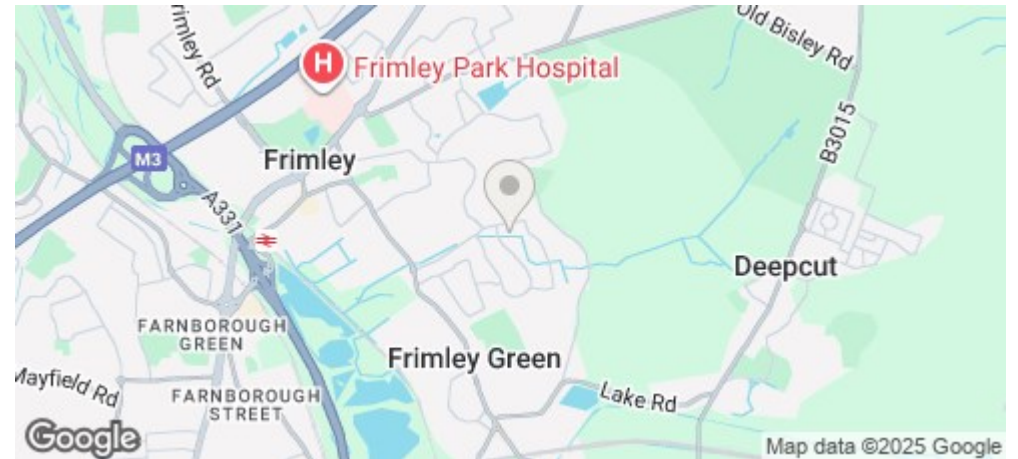 Frimley Rd
Old Bisley Rd
H
Frimley Park Hospital
B3015
M3
Frimley
A331
Deepcut
FARNBOROUGH
GREEN
Frimley Green
Mayfield Rd
FARNBOROUGH
STREET
Lake Rd
Google
Map data ©2025 Google